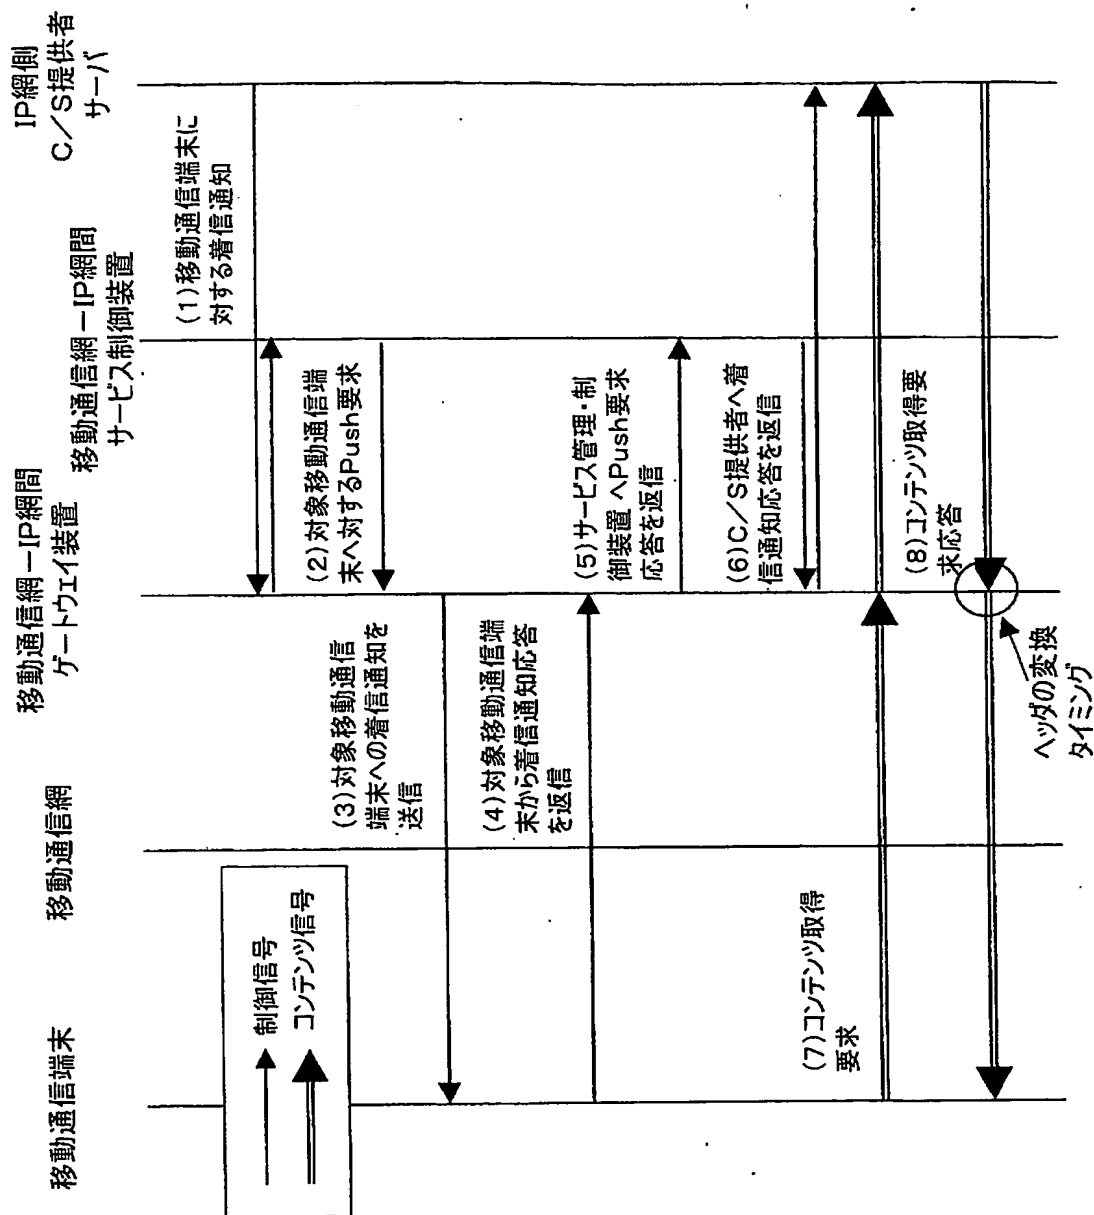 移動通信端末
移動通信網
移動通信網－IP網間
ゲートウェイ装置
移動通信網－IP網間
サービス制御装置
IP網側
C／S提供者
サーバ
制御信号
コンテンツ信号
(1)移動通信端末に
対する着信通知
(2)対象移動通信端
末へ対するPush要求
(3)対象移動通信
端末への着信通知を
送信
(4)対象移動通信端
末から着信通知応答
を返信
(5)サービス管理・制
御装置へPush要求
応答を返信
(6)C／S提供者へ着
信通知応答を返信
(7)コンテンツ取得
要求
(8)コンテンツ取得要
求応答
ヘッダの変換
タイミング